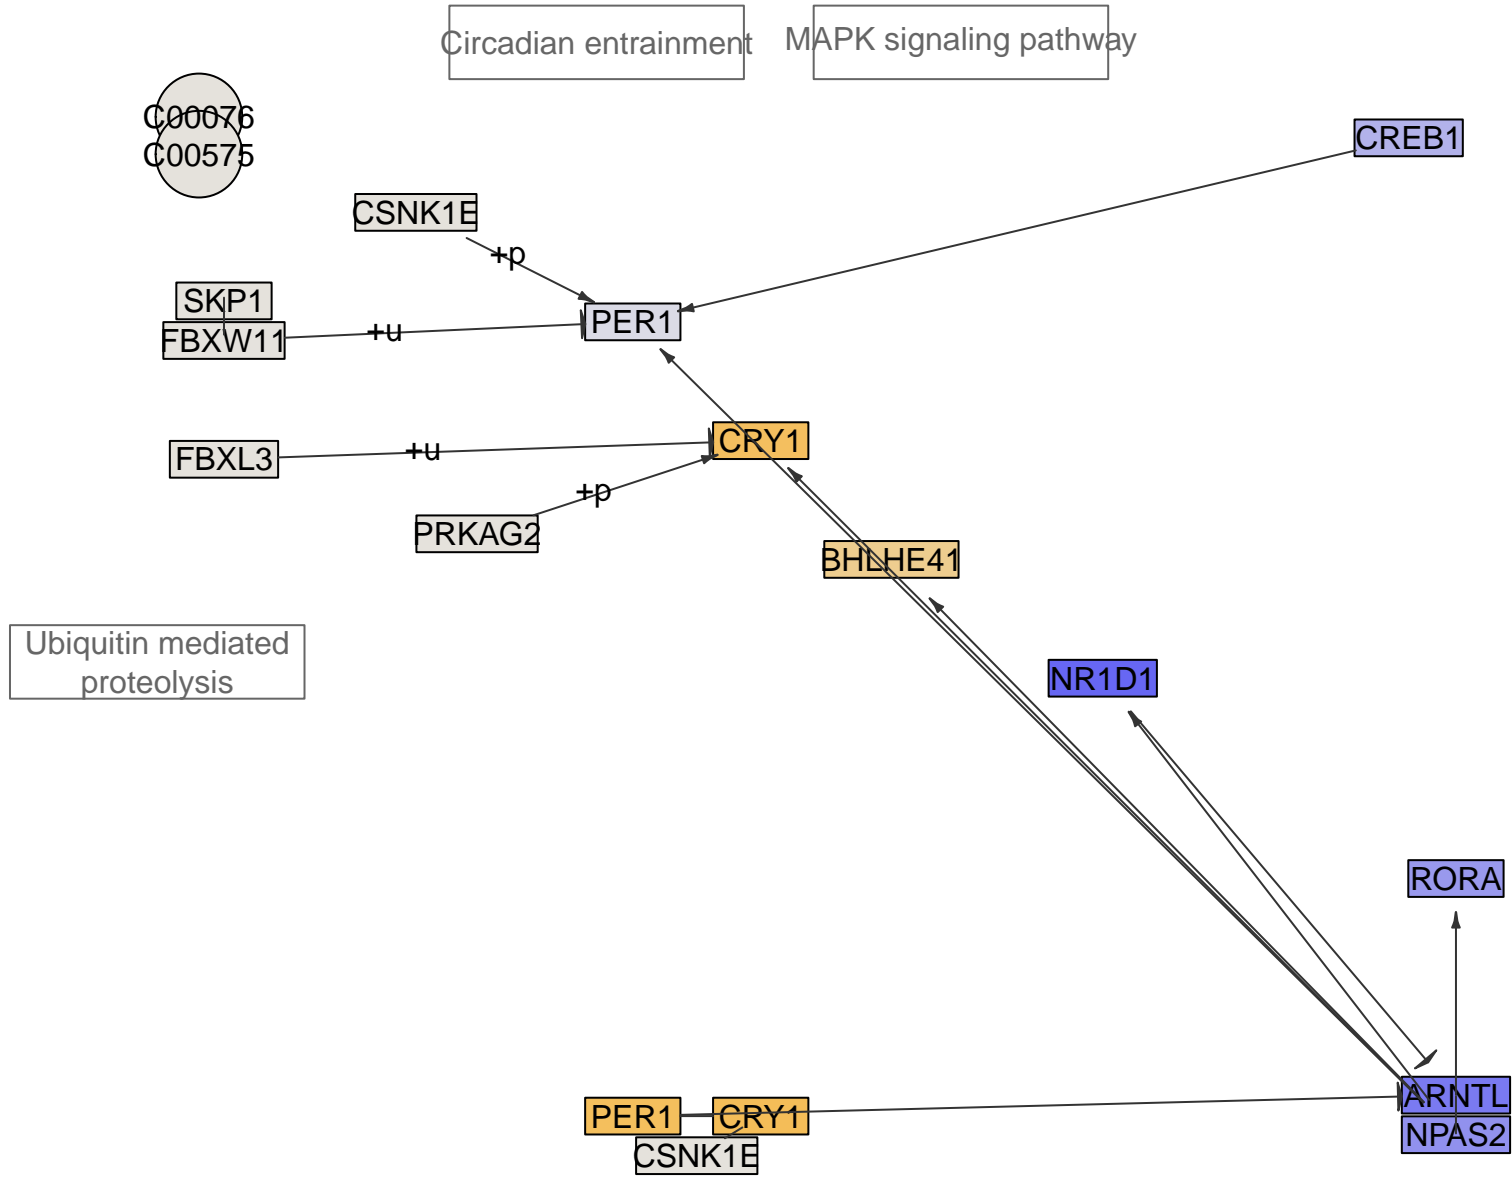 Circadian entrainment
MAPK signaling pathway
C00076
CREB1
C00575
CSNK1E
+p
SKP1
PER1
FBXW11
+u
CRY1
FBXL3
+u
+p
PRKAG2
BHLHE41
Ubiquitin mediated
proteolysis
NR1D1
RORA
ARNTL
PER1
CRY1
NPAS2
CSNK1E